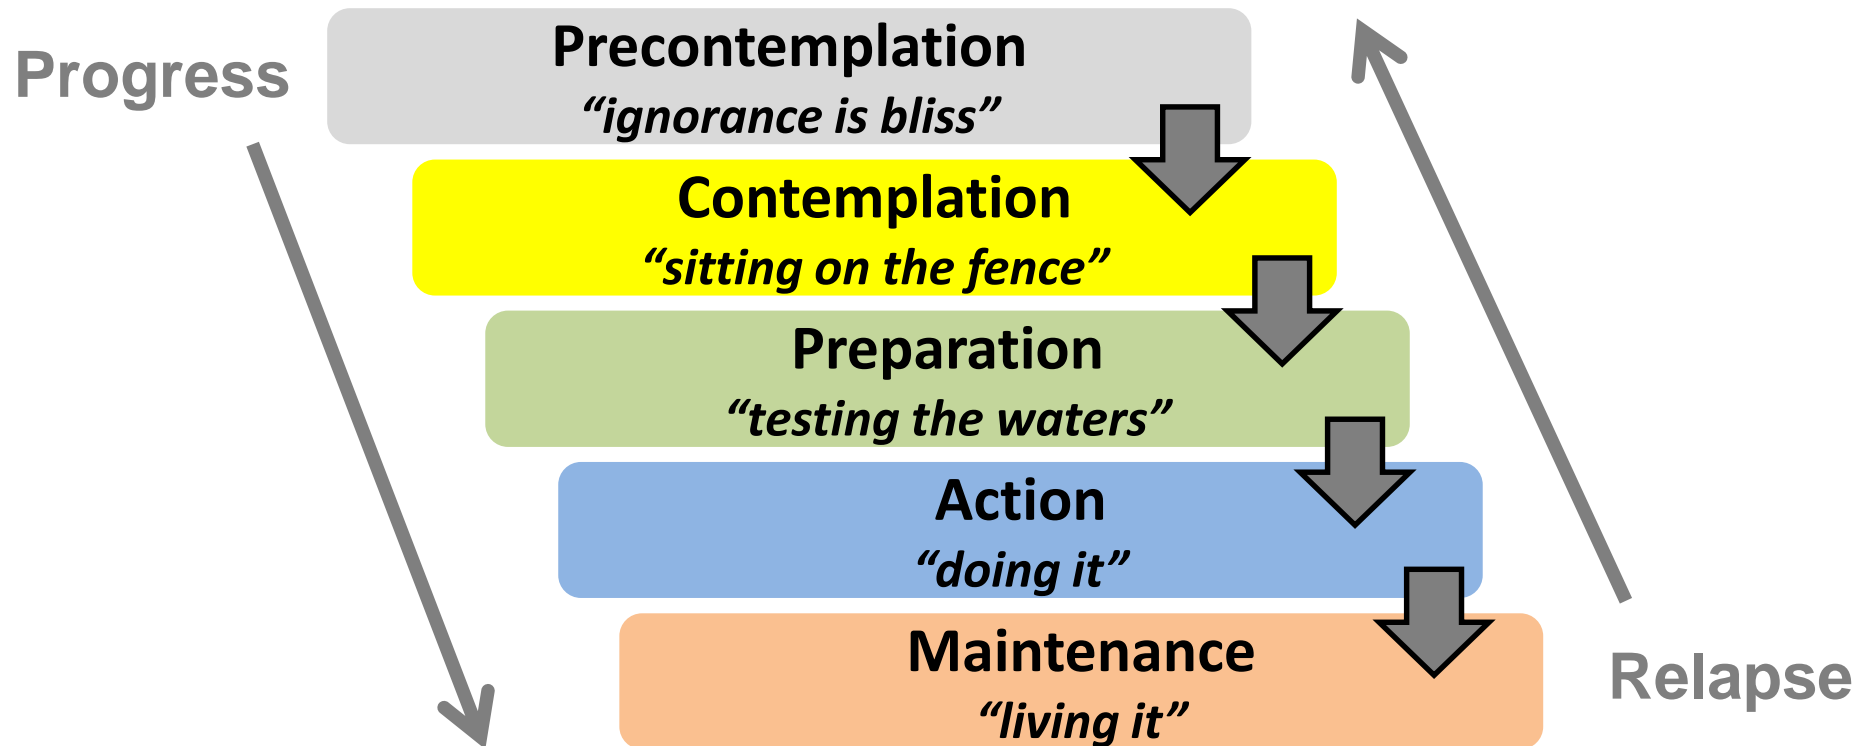 Progress
Precontemplation
“ignorance is bliss”
Contemplation
“sitting on the fence”
Preparation
“testing the waters”
Action
“doing it”
Maintenance
“living it”
Relapse